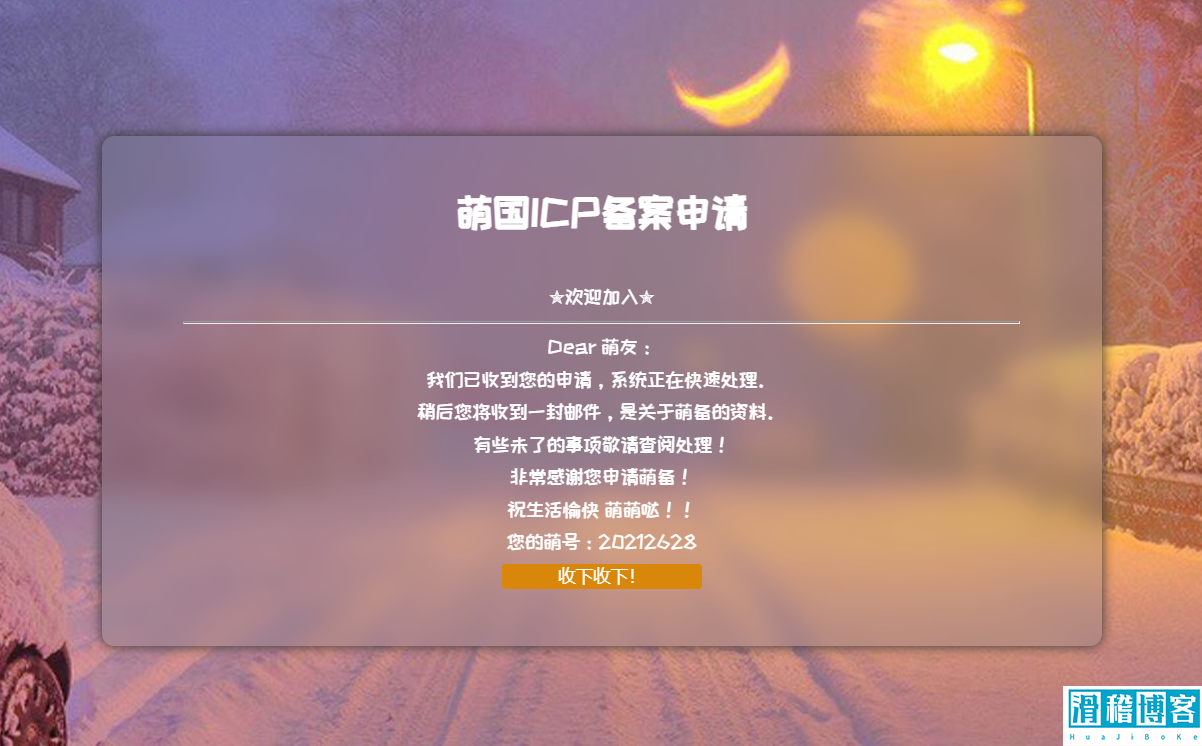 萌国ICP备案申请
★欢迎加入★
Dear 萌友：
我们已收到您的申请，系统正在快速处理。
稍后您将收到一封邮件，是关于萌备的资料。
有些未了的事项敬请查阅处理！
非常感谢您申请萌备！
祝生活愉快 萌萌哒！！
您的萌号：20212628
收下收下！
滑稽博客
HuaJiBoKe